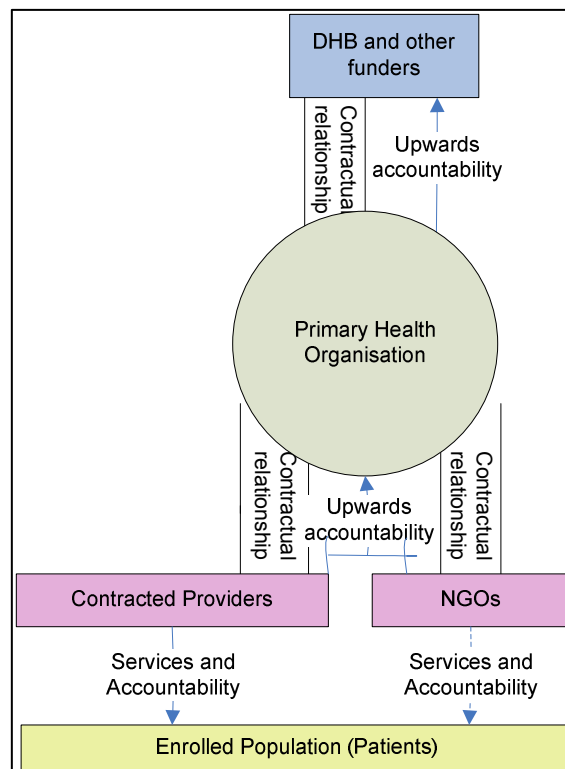 DHB and other
funders
Contractual
relationship
Upwards
accountability
Primary Health
Organisation
Contractual
relationship
Upwards
accountability
Contractual
relationship
Contracted Providers
NGOs
Services and
Accountability
Services and
Accountability
Enrolled Population (Patients)